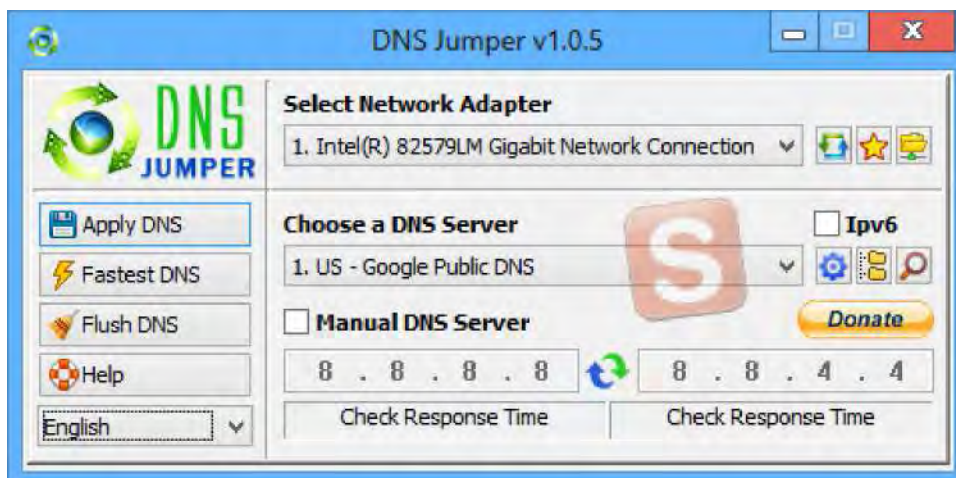 DNS Jumper v1.0.5
DNS
JUMPER
Select Network Adapter
1. Intel(R) 82579LM Gigabit Network Connection
Apply DNS
Fastest DNS
Flush DNS
Help
English
Choose a DNS Server
Ipv6
1. US - Google Public DNS
S
Manual DNS Server
Donate
8 . 8 . 8 . 8
8 . 8 . 4 . 4
Check Response Time
Check Response Time